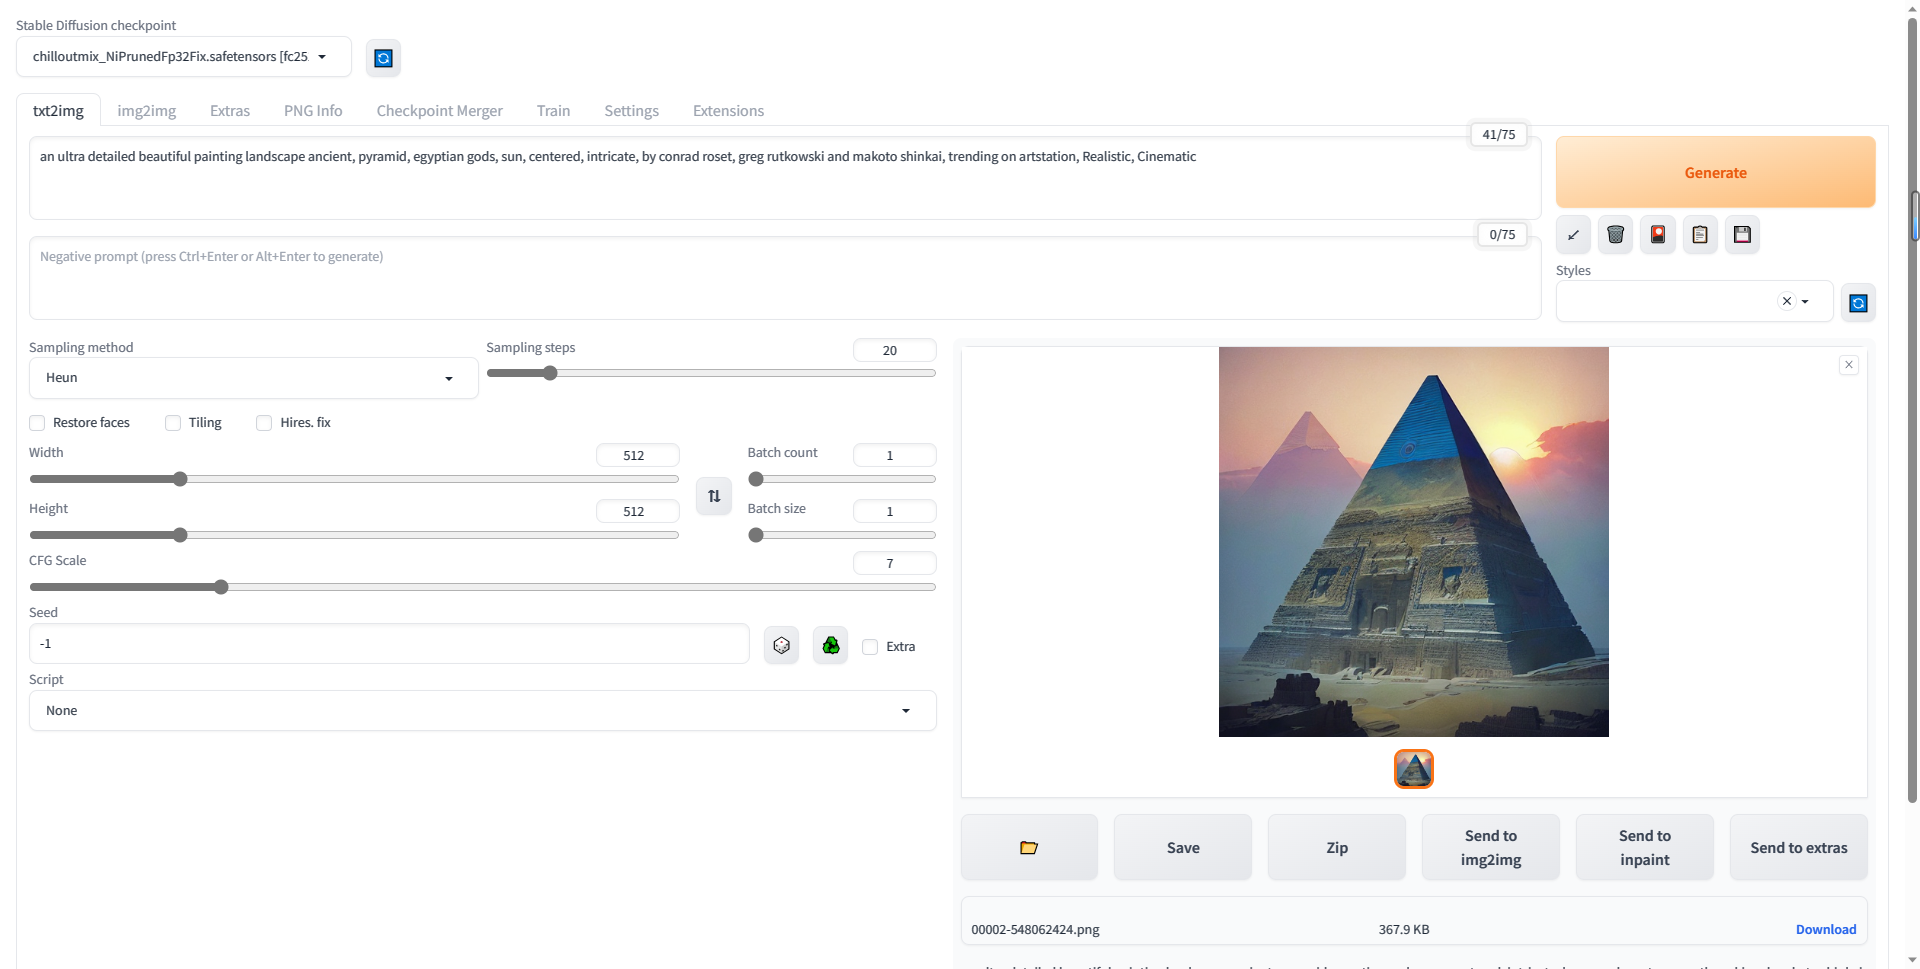 Stable Diffusion checkpoint
chilloutmix_NiPrunedFp32Fix.safetensors [fc25
txt2img img2img Extras PNG Info Checkpoint Merger Train Settings Extensions
41/75
an ultra detailed beautiful painting landscape ancient, pyramid, egyptian gods, sun, centered, intricate, by conrad roset, greg rutkowski and makoto shinkai, trending on artstation, Realistic, Cinematic
Generate
0/75
Negative prompt (press Ctrl+Enter or Alt+Enter to generate)
Styles
Sampling method
Heun
Sampling steps
20
Restore faces Tiling Hires. fix
Width
512
Batch count
1
Height
512
Batch size
1
CFG Scale
7
Seed
-1
Extra
Script
None
Save
Zip
Send to
img2img
Send to
inpaint
Send to extras
00002-548062424.png 367.9 KB Download